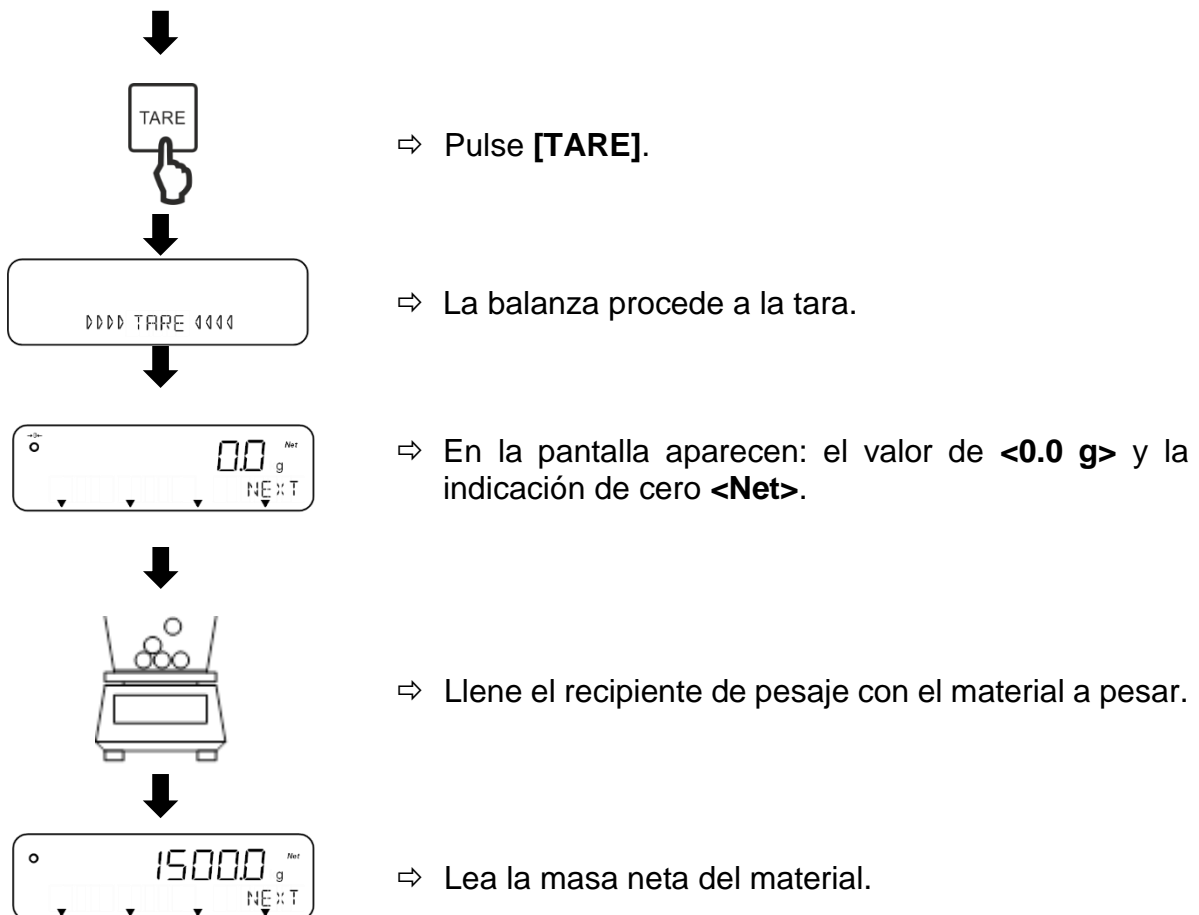 TARE
⇨ Pulse [TARE].
▷▷▷▷ TARE ◁◁◁◁
⇨ La balanza procede a la tara.
→0←
0.0 g Net
NEXT
⇨ En la pantalla aparecen: el valor de <0.0 g> y la
indicación de cero <Net>.
⇨ Llene el recipiente de pesaje con el material a pesar.
1500.0 g Net
NEXT
⇨ Lea la masa neta del material.